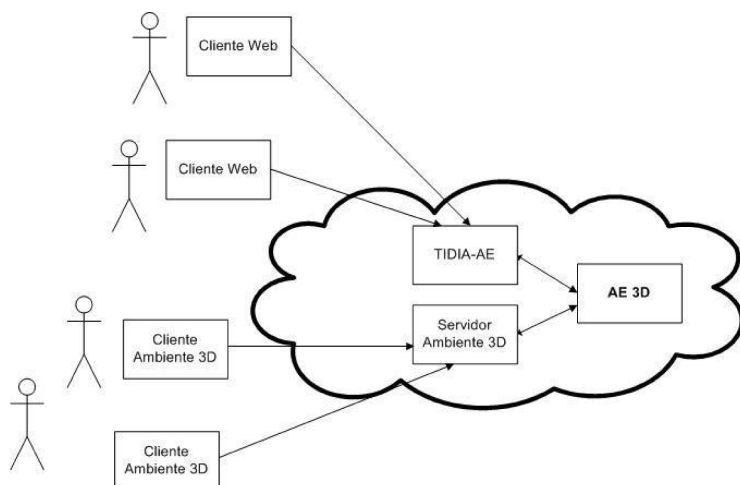 Cliente Web
Cliente Web
TIDIA-AE
AE 3D
Servidor
Ambiente 3D
Cliente
Ambiente 3D
Cliente
Ambiente 3D